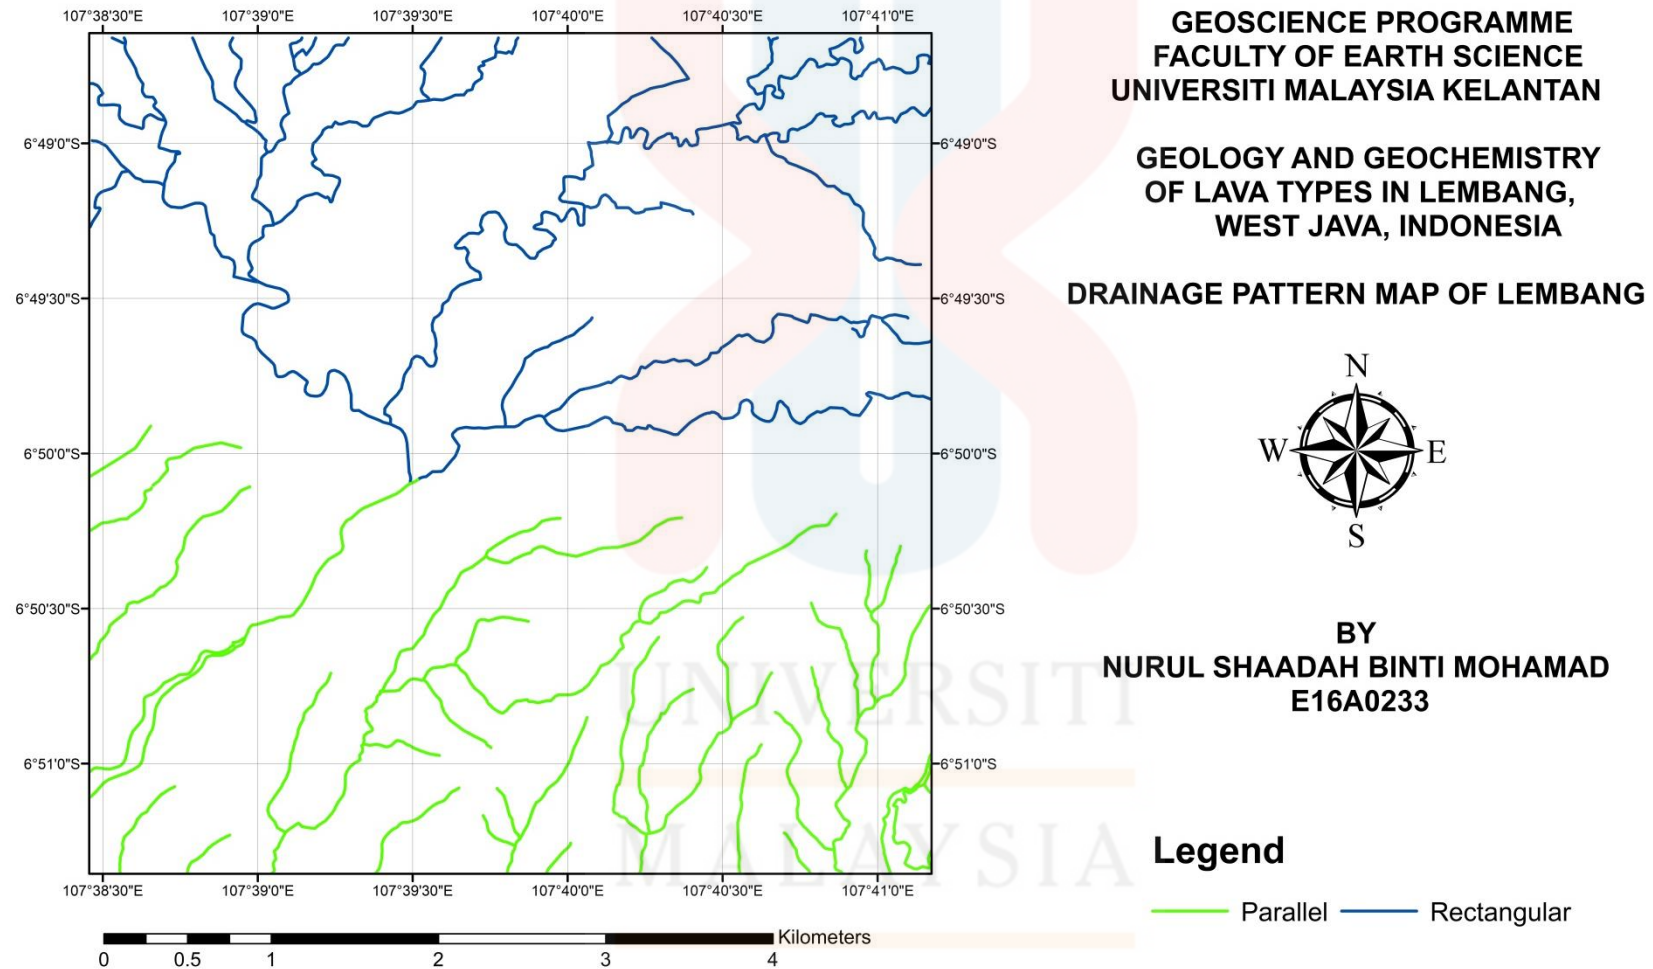 107°38'30"E 107°39'0"E 107°39'30"E 107°40'0"E 107°40'30"E 107°41'0"E
GEOSCIENCE PROGRAMME
FACULTY OF EARTH SCIENCE
UNIVERSITI MALAYSIA KELANTAN
6°49'0"S 6°49'0"S
GEOLOGY AND GEOCHEMISTRY
OF LAVA TYPES IN LEMBANG,
WEST JAVA, INDONESIA
6°49'30"S 6°49'30"S
DRAINAGE PATTERN MAP OF LEMBANG
N
W E
S
6°50'0"S 6°50'0"S
6°50'30"S 6°50'30"S
BY
NURUL SHAADAH BINTI MOHAMAD
E16A0233
UNIVERSITI
6°51'0"S 6°51'0"S
MALAYSIA
Legend
Parallel Rectangular
107°38'30"E 107°39'0"E 107°39'30"E 107°40'0"E 107°40'30"E 107°41'0"E
Kilometers
0 0.5 1 2 3 4